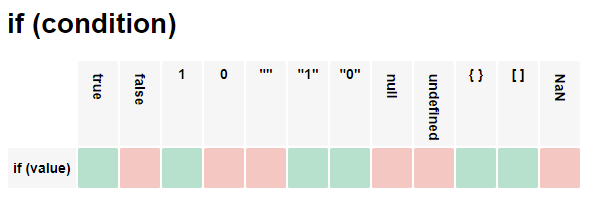 if (condition)
true false 1 0 "" "1" "0" null undefined { } [ ] NaN
if (value)